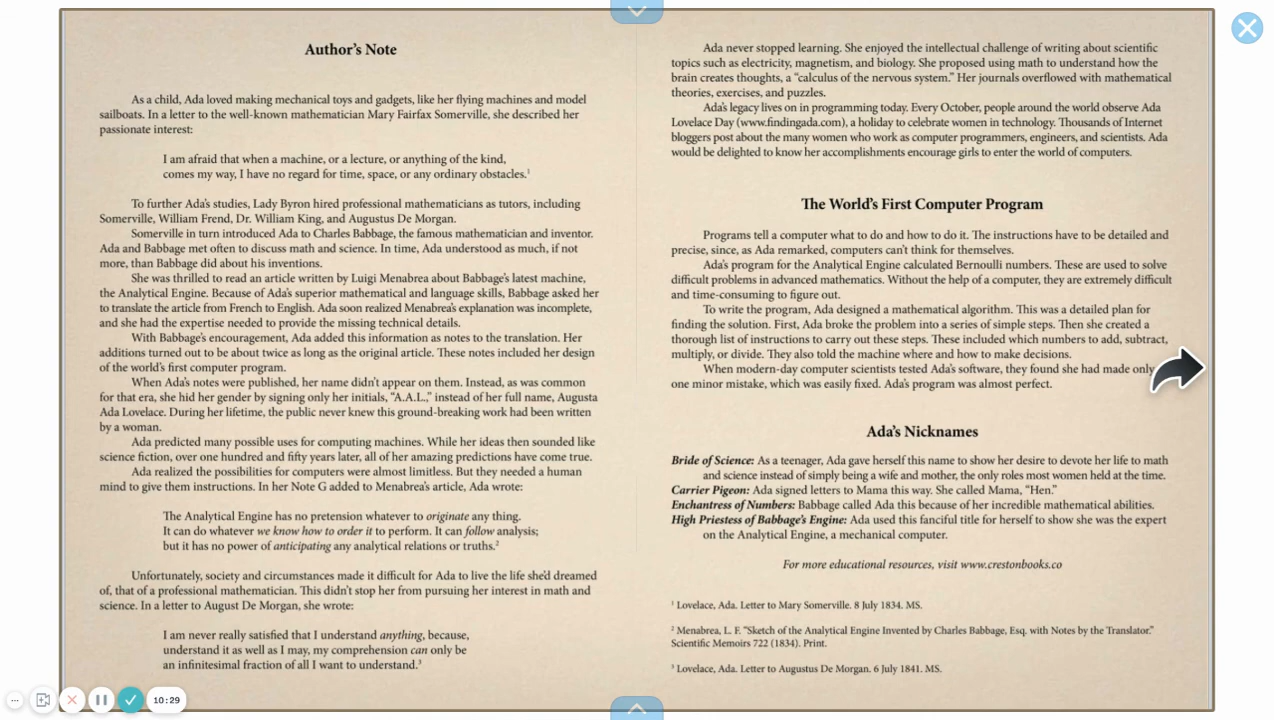 Author's Note
As a child, Ada loved making mechanical toys and gadgets, like her flying machines and model
sailboats. In a letter to the well-known mathematician Mary Fairfax Somerville, she described her
passionate interest:
I am afraid that when a machine, or a lecture, or anything of the kind,
comes my way, I have no regard for time, space, or any ordinary obstacles.¹
To further Ada's studies, Lady Byron hired professional mathematicians as tutors, including
Somerville, William Frend, Dr. William King, and Augustus De Morgan.
Somerville in turn introduced Ada to Charles Babbage, the famous mathematician and inventor.
Ada and Babbage met often to discuss math and science. In time, Ada understood as much, if not
more, than Babbage did about his inventions.
She was thrilled to read an article written by Luigi Menabrea about Babbage's latest machine,
the Analytical Engine. Because of Ada's superior mathematical and language skills, Babbage asked her
to translate the article from French to English. Ada soon realized Menabrea's explanation was incomplete,
and she had the expertise needed to provide the missing technical details.
With Babbage's encouragement, Ada added this information as notes to the translation. Her
additions turned out to be about twice as long as the original article. These notes included her design
of the world's first computer program.
When Ada's notes were published, her name didn't appear on them. Instead, as was common
for that era, she hid her gender by signing only her initials, "A.A.L.," instead of her full name, Augusta
Ada Lovelace. During her lifetime, the public never knew this ground-breaking work had been written
by a woman.
Ada predicted many possible uses for computing machines. While her ideas then sounded like
science fiction, over one hundred and fifty years later, all of her amazing predictions have come true.
Ada realized the possibilities for computers were almost limitless. But they needed a human
mind to give them instructions. In her Note G added to Menabrea's article, Ada wrote:
The Analytical Engine has no pretension whatever to originate any thing.
It can do whatever we know how to order it to perform. It can follow analysis;
but it has no power of anticipating any analytical relations or truths.²
Unfortunately, society and circumstances made it difficult for Ada to live the life she'd dreamed
of, that of a professional mathematician. This didn't stop her from pursuing her interest in math and
science. In a letter to August De Morgan, she wrote:
I am never really satisfied that I understand anything, because,
understand it as well as I may, my comprehension can only be
an infinitesimal fraction of all I want to understand.³
10:29
Ada never stopped learning. She enjoyed the intellectual challenge of writing about scientific
topics such as electricity, magnetism, and biology. She proposed using math to understand how the
brain creates thoughts, a "calculus of the nervous system." Her journals overflowed with mathematical
theories, exercises, and puzzles.
Ada's legacy lives on in programming today. Every October, people around the world observe Ada
Lovelace Day (www.findingada.com), a holiday to celebrate women in technology. Thousands of Internet
bloggers post about the many women who work as computer programmers, engineers, and scientists. Ada
would be delighted to know her accomplishments encourage girls to enter the world of computers.
The World's First Computer Program
Programs tell a computer what to do and how to do it. The instructions have to be detailed and
precise, since, as Ada remarked, computers can't think for themselves.
Ada's program for the Analytical Engine calculated Bernoulli numbers. These are used to solve
difficult problems in advanced mathematics. Without the help of a computer, they are extremely difficult
and time-consuming to figure out.
To write the program, Ada designed a mathematical algorithm. This was a detailed plan for
finding the solution. First, Ada broke the problem into a series of simple steps. Then she created a
thorough list of instructions to carry out these steps. These included which numbers to add, subtract,
multiply, or divide. They also told the machine where and how to make decisions.
When modern-day computer scientists tested Ada's software, they found she had made only
one minor mistake, which was easily fixed. Ada's program was almost perfect.
Ada's Nicknames
Bride of Science: As a teenager, Ada gave herself this name to show her desire to devote her life to math
and science instead of simply being a wife and mother, the only roles most women held at the time.
Carrier Pigeon: Ada signed letters to Mama this way. She called Mama, "Hen."
Enchantress of Numbers: Babbage called Ada this because of her incredible mathematical abilities.
High Priestess of Babbage's Engine: Ada used this fanciful title for herself to show she was the expert
on the Analytical Engine, a mechanical computer.
For more educational resources, visit www.crestonbooks.co
¹ Lovelace, Ada. Letter to Mary Somerville. 8 July 1834. MS.
² Menabrea, L. F. "Sketch of the Analytical Engine Invented by Charles Babbage, Esq. with Notes by the Translator."
Scientific Memoirs 722 (1834). Print.
³ Lovelace, Ada. Letter to Augustus De Morgan. 6 July 1841. MS.